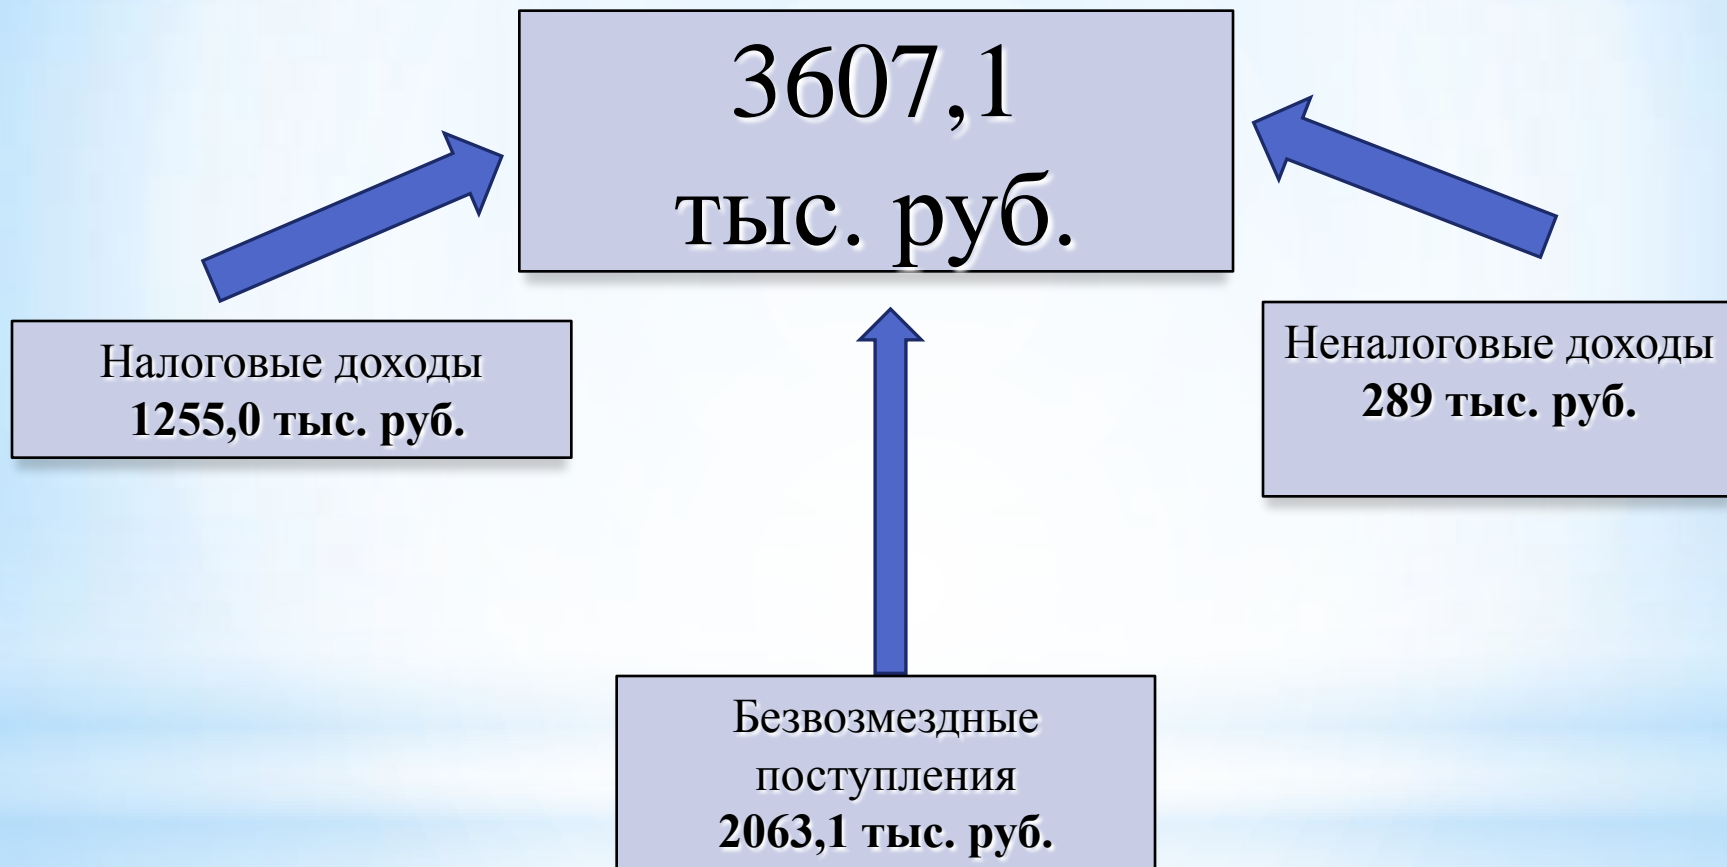 3607,1
тыс. руб.
Налоговые доходы
1255,0 тыс. руб.
Неналоговые доходы
289 тыс. руб.
Безвозмездные
поступления
2063,1 тыс. руб.